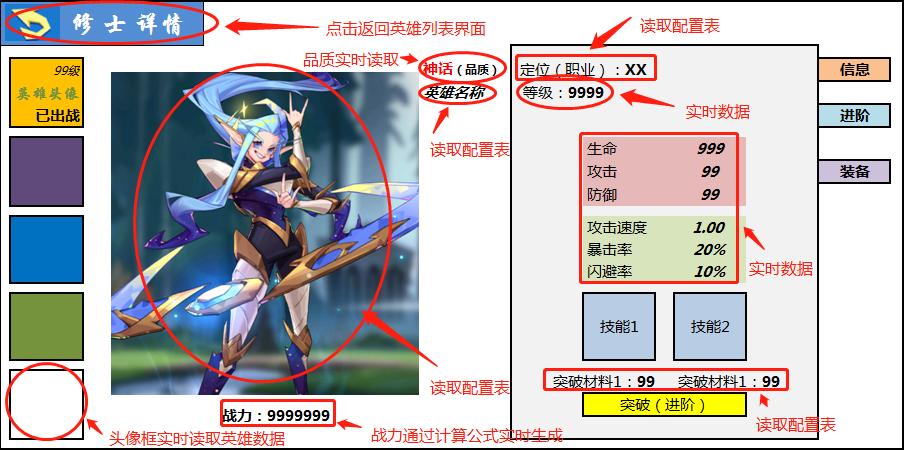 修士详情
点击返回英雄列表界面
读取配置表
品质实时读取
神话（品质）
定位（职业）：XX
信息
99级
英雄头像
已出战
英雄名称
等级：9999
实时数据
进阶
读取配置表
生命 999
攻击 99
防御 99
装备
攻击速度 1.00
暴击率 20%
闪避率 10%
实时数据
技能1
技能2
读取配置表
突破材料1：99 突破材料1：99
突破（进阶）
读取配置表
战力：9999999
头像框实时读取英雄数据
战力通过计算公式实时生成